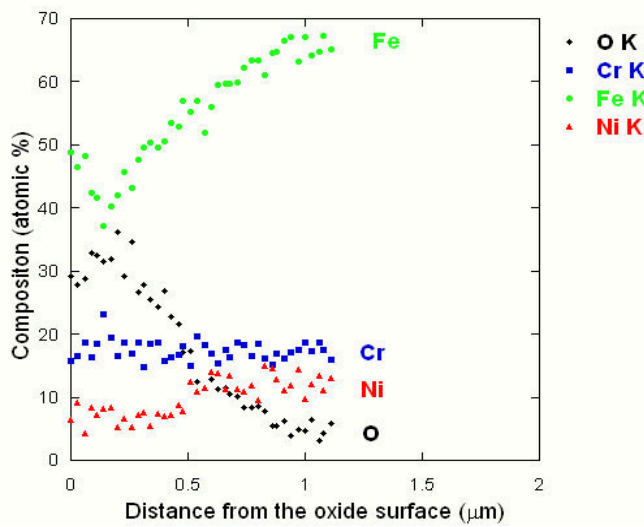 70
60
50
40
30
20
10
0
Compositon (atomic %)
0
0.5
1
1.5
2
Distance from the oxide surface (μm)
Fe
Cr
Ni
O
O K
Cr K
Fe K
Ni K